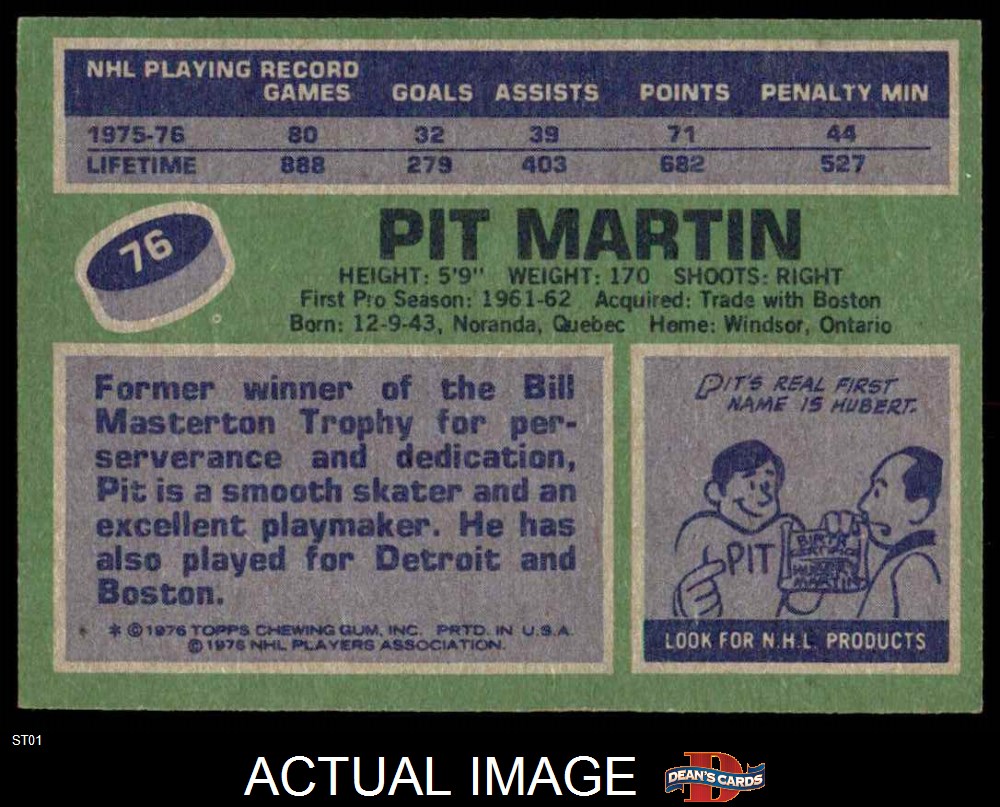 NHL PLAYING RECORD
GAMES GOALS ASSISTS POINTS PENALTY MIN
1975-76 80 32 39 71 44
LIFETIME 888 279 403 682 527
76
PIT MARTIN
HEIGHT: 5'9" WEIGHT: 170 SHOOTS: RIGHT
First Pro Season: 1961-62 Acquired: Trade with Boston
Born: 12-9-43, Noranda, Quebec Home: Windsor, Ontario
Former winner of the Bill
Masterton Trophy for per-
serverance and dedication,
Pit is a smooth skater and an
excellent playmaker. He has
also played for Detroit and
Boston.
* © 1976 TOPPS CHEWING GUM, INC. PRTD. IN U.S.A.
© 1976 NHL PLAYERS ASSOCIATION.
PIT'S REAL FIRST
NAME IS HUBERT.
PIT
BIRTH
MARTIN
LOOK FOR N.H.L. PRODUCTS
ST01
ACTUAL IMAGE
DEAN'S CARDS